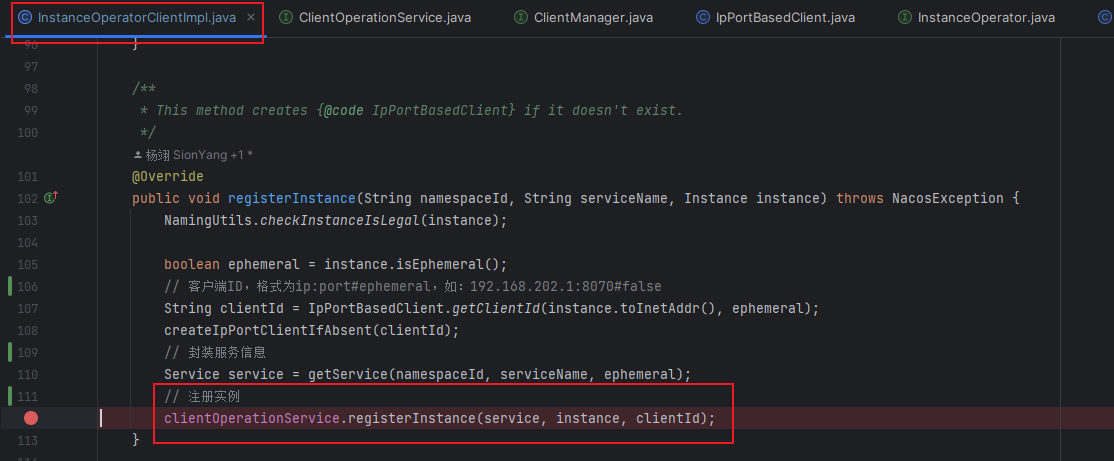 InstanceOperatorClientImpl.java × ClientOperationService.java ClientManager.java IpPortBasedClient.java InstanceOperator.java
96 }
97
98 /**
99 * This method creates {@code IpPortBasedClient} if it doesn't exist.
100 */
杨翊 SionYang +1 *
101 @Override
102 public void registerInstance(String namespaceId, String serviceName, Instance instance) throws NacosException {
103 NamingUtils.checkInstanceIsLegal(instance);
104
105 boolean ephemeral = instance.isEphemeral();
106 // 客户端ID，格式为ip:port#ephemeral，如：192.168.202.1:8070#false
107 String clientId = IpPortBasedClient.getClientId(instance.toInetAddr(), ephemeral);
108 createIpPortClientIfAbsent(clientId);
109 // 封装服务信息
110 Service service = getService(namespaceId, serviceName, ephemeral);
111 // 注册实例
clientOperationService.registerInstance(service, instance, clientId);
113 }